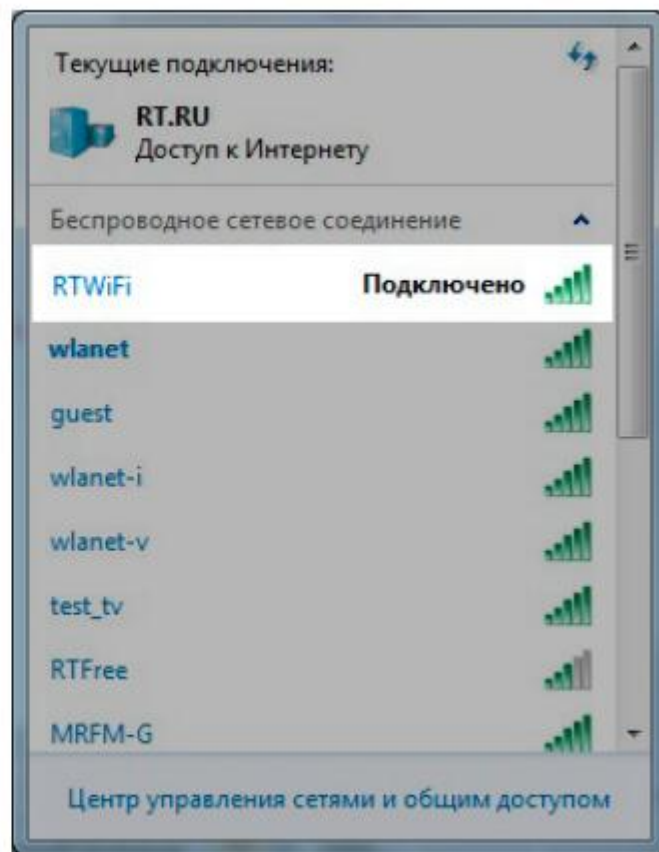 Текущие подключения:
RT.RU
Доступ к Интернету
Беспроводное сетевое соединение
RTWiFi Подключено
wlanet
guest
wlanet-i
wlanet-v
test_tv
RTFree
MRFM-G
Центр управления сетями и общим доступом